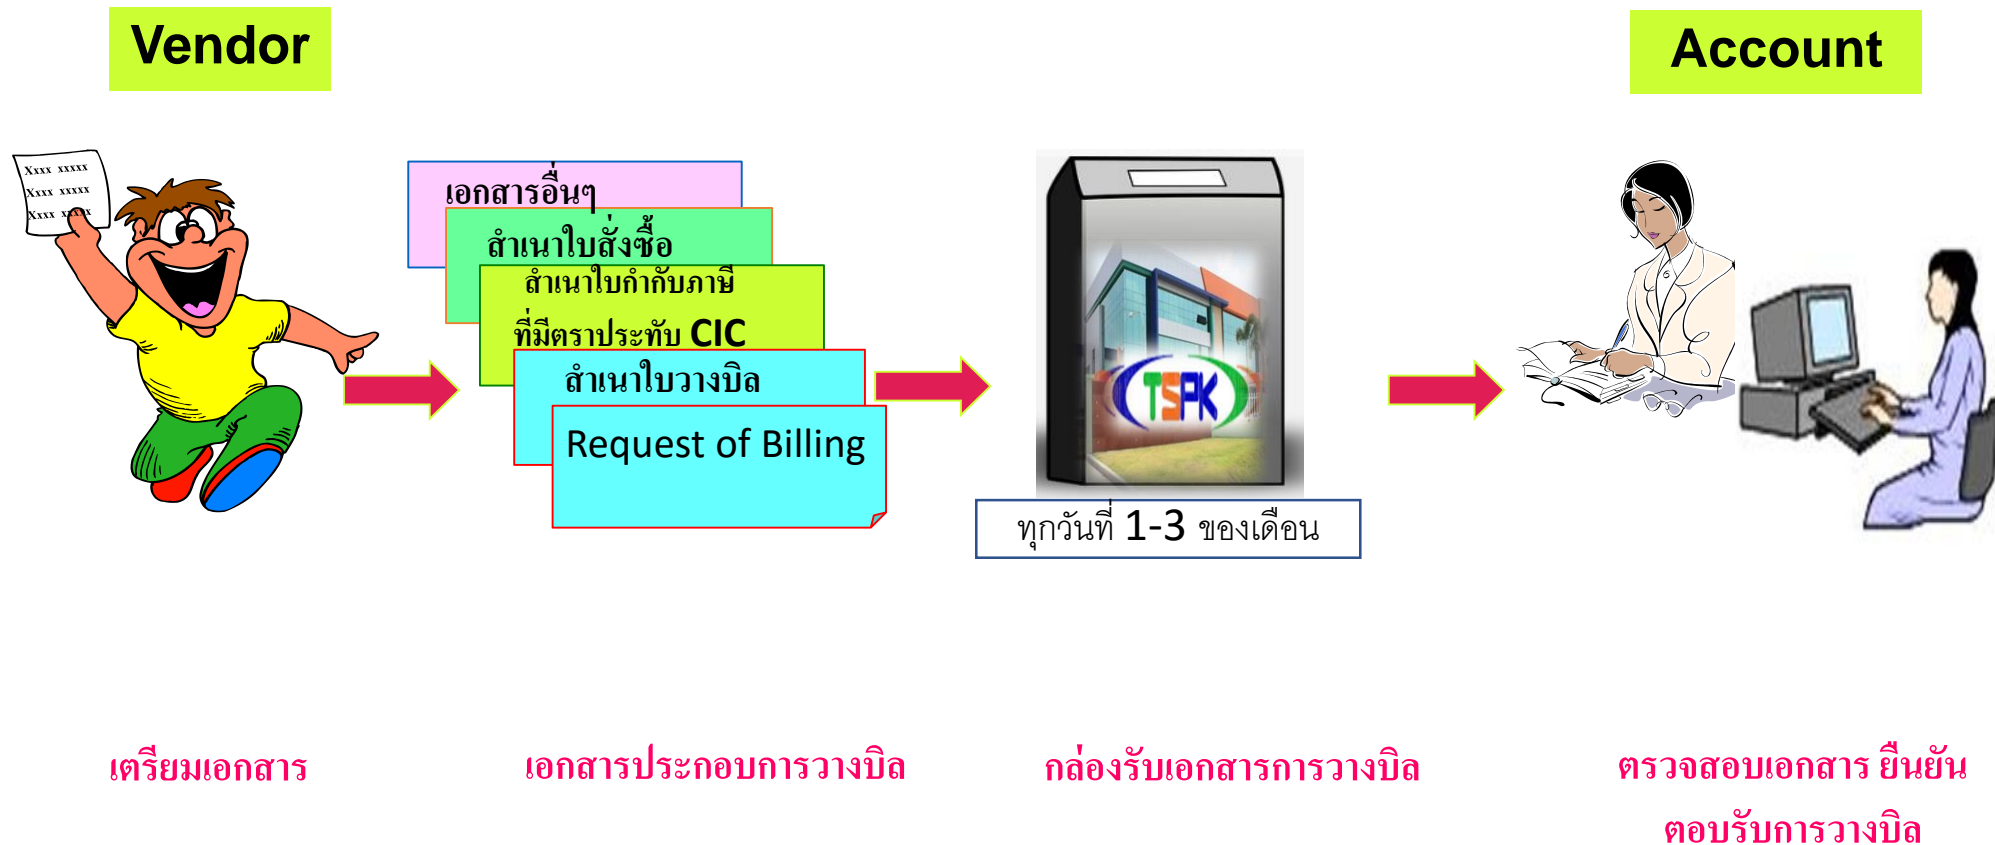 Vendor
Account
Xxxx xxxxx
Xxxx xxxxx
Xxxx xxxxx
เอกสารอื่นๆ
สำเนาใบสั่งซื้อ
สำเนาใบกำกับภาษี
ที่มีตราประทับ CIC
สำเนาใบวางบิล
Request of Billing
TSPK
ทุกวันที่ 1-3 ของเดือน
เตรียมเอกสาร
เอกสารประกอบการวางบิล
กล่องรับเอกสารการวางบิล
ตรวจสอบเอกสาร ยืนยัน
ตอบรับการวางบิล